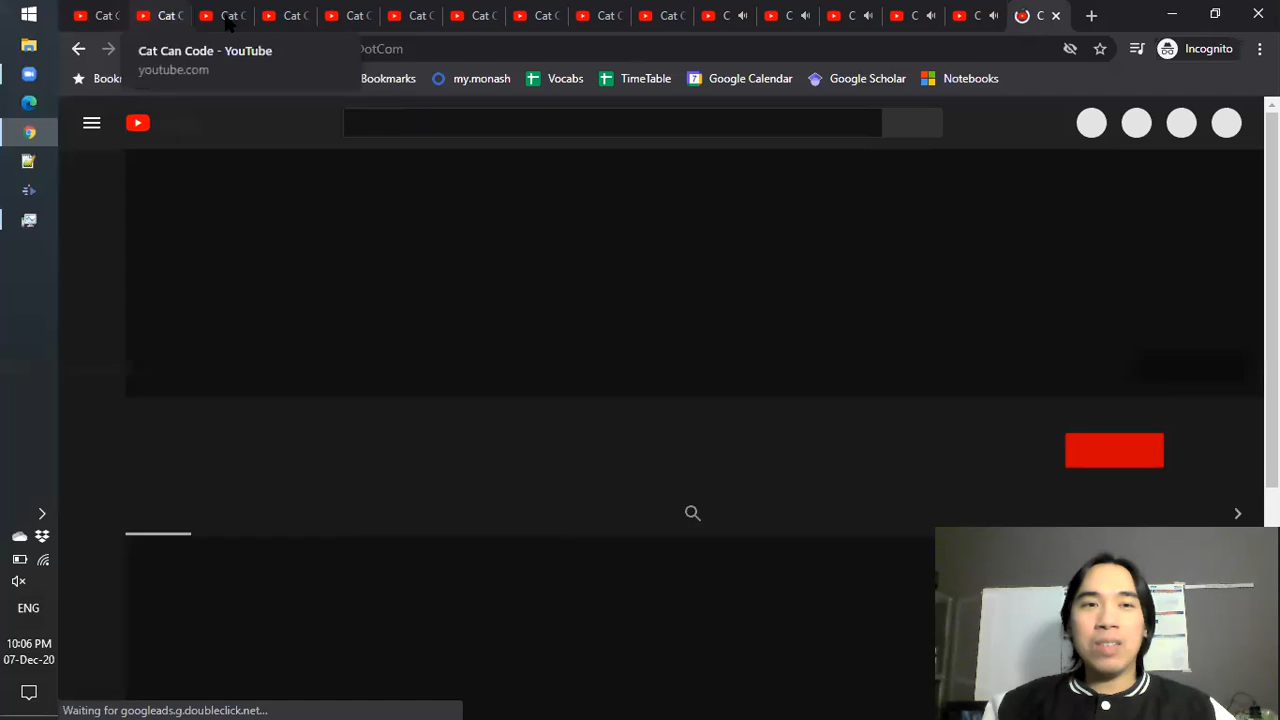 Cat C
Cat C
Cat C
Cat C
Cat C
Cat C
Cat C
Cat C
Cat C
Cat C
C
C
C
C
C
C
Cat Can Code - YouTube
youtube.com
DotCom
Incognito
Bookm
Bookmarks
my.monash
Vocabs
TimeTable
7
Google Calendar
Google Scholar
Notebooks
ENG
10:06 PM
07-Dec-20
Waiting for googleads.g.doubleclick.net...